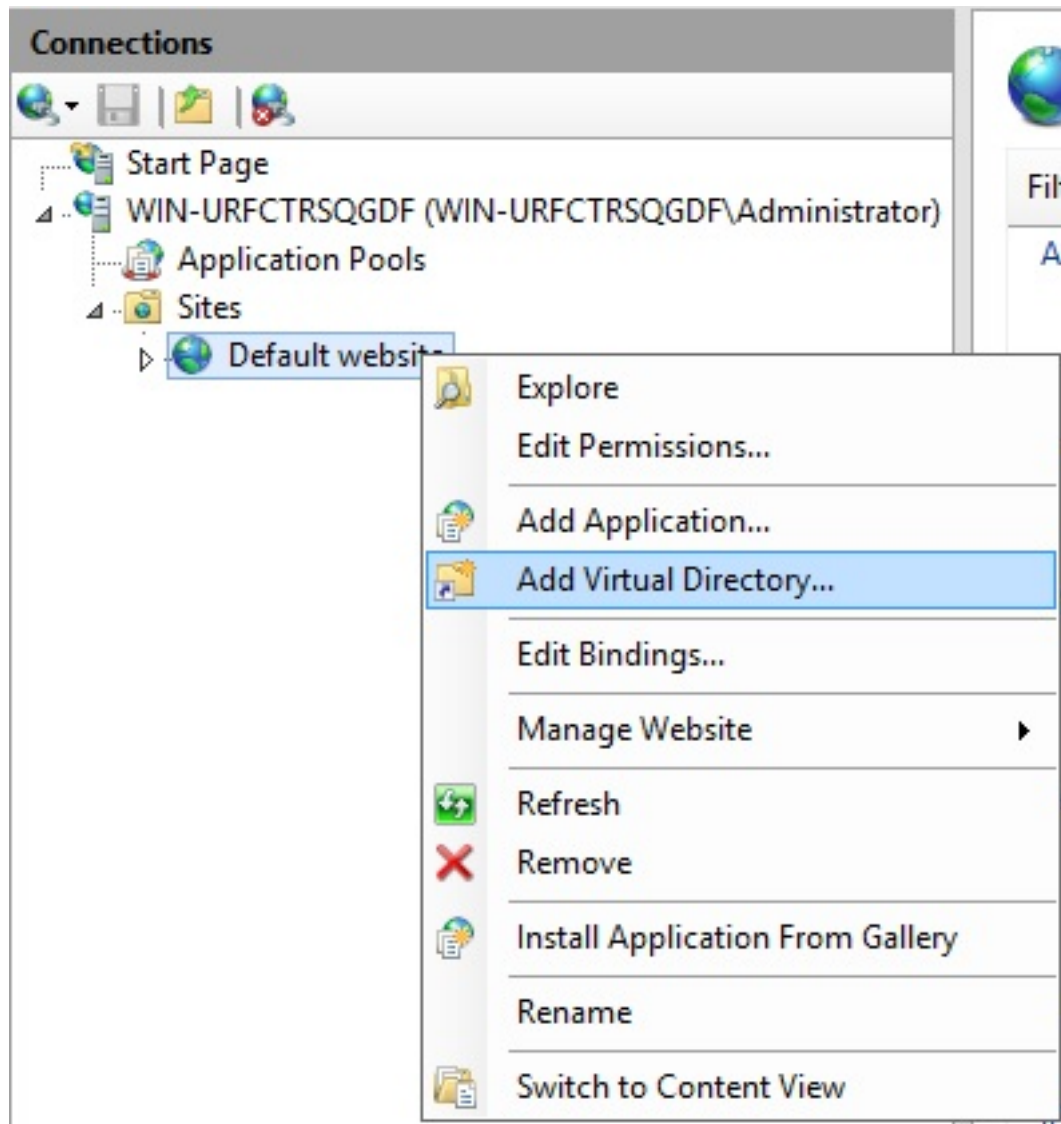 Connections
Start Page
WIN-URFCTRSQGDF (WIN-URFCTRSQGDF\Administrator)
Application Pools
Sites
Default website
Explore
Edit Permissions...
Add Application...
Add Virtual Directory...
Edit Bindings...
Manage Website
Refresh
Remove
Install Application From Gallery
Rename
Switch to Content View